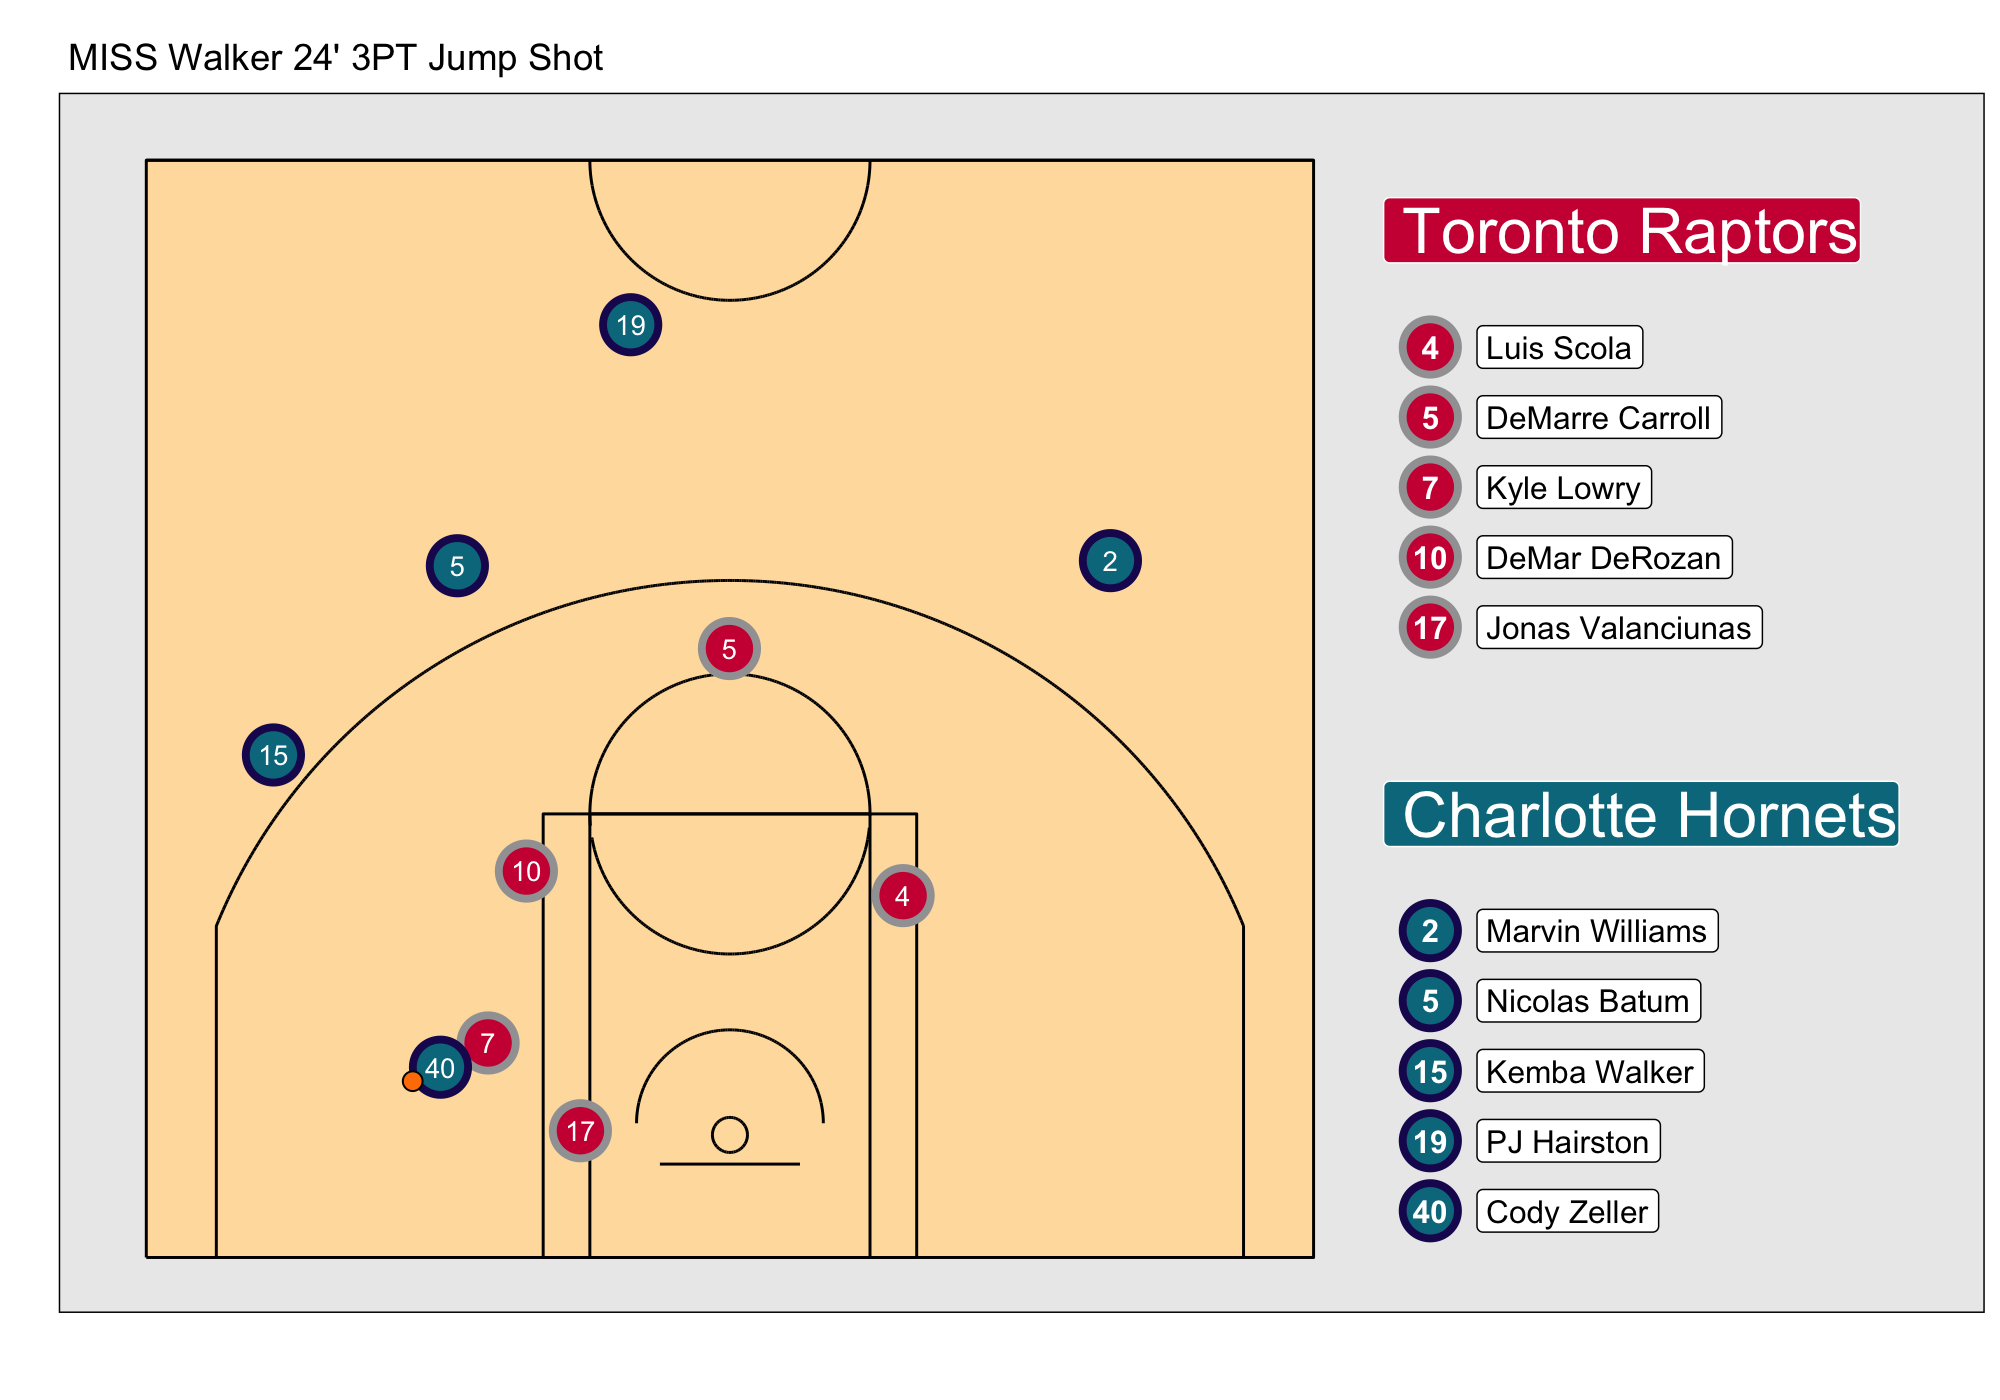 MISS Walker 24' 3PT Jump Shot
Toronto Raptors
4 Luis Scola
5 DeMarre Carroll
7 Kyle Lowry
10 DeMar DeRozan
17 Jonas Valanciunas
Charlotte Hornets
2 Marvin Williams
5 Nicolas Batum
15 Kemba Walker
19 PJ Hairston
40 Cody Zeller
19
5
2
5
15
10
4
7
40
17